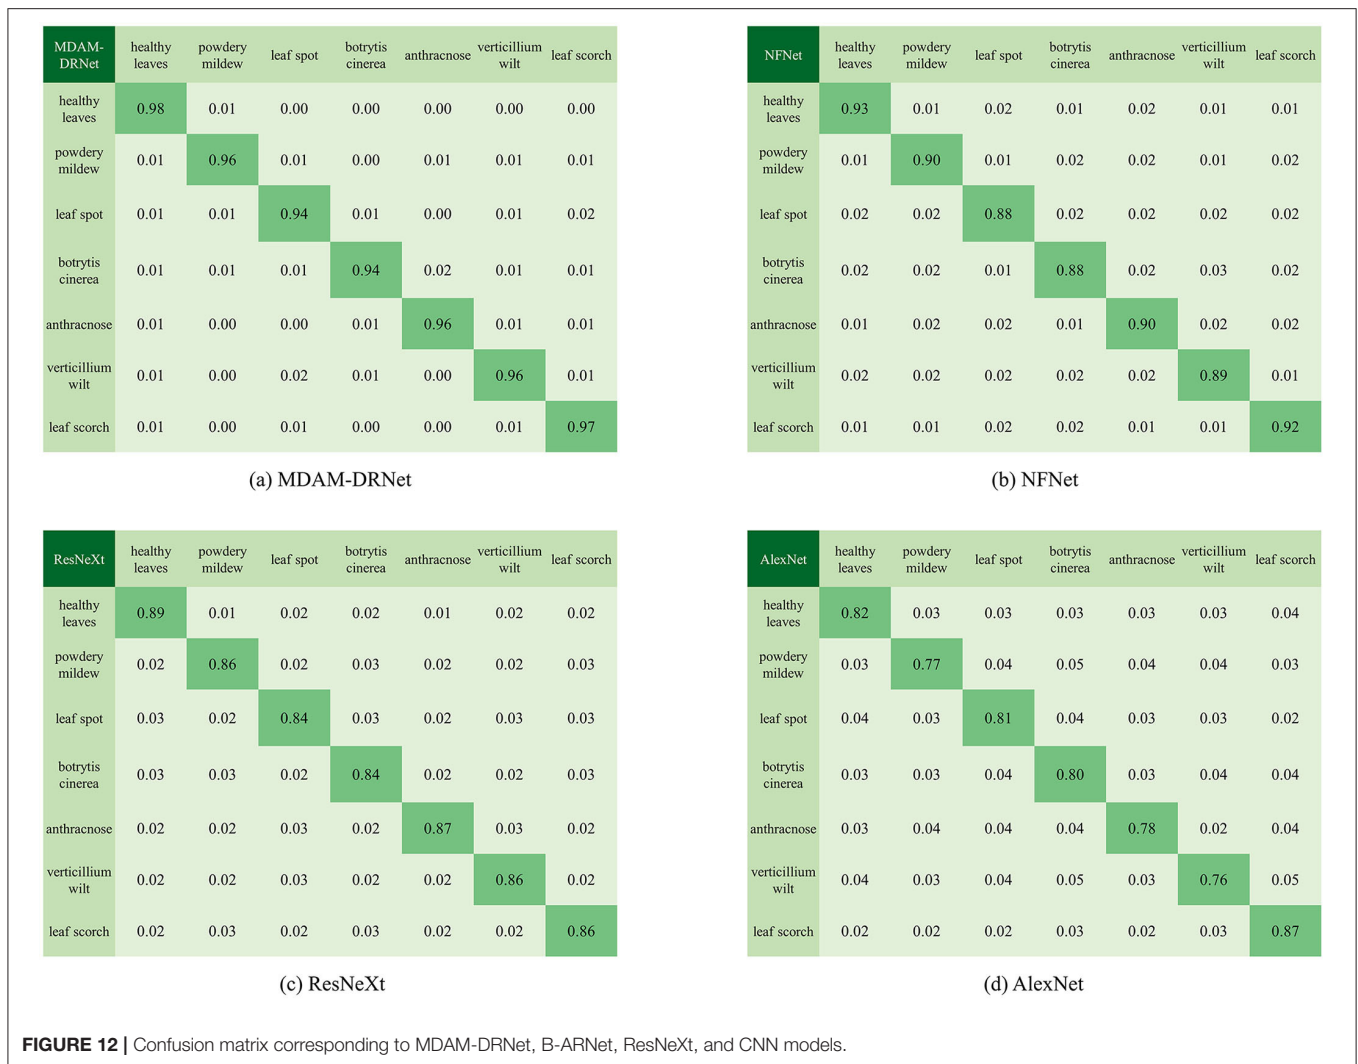 MDAM-DRNet healthy leaves powdery mildew leaf spot botrytis cinerea anthracnose verticillium wilt leaf scorch
healthy leaves 0.98 0.01 0.00 0.00 0.00 0.00 0.00
powdery mildew 0.01 0.96 0.01 0.00 0.01 0.01 0.01
leaf spot 0.01 0.01 0.94 0.01 0.00 0.01 0.02
botrytis cinerea 0.01 0.01 0.01 0.94 0.02 0.01 0.01
anthracnose 0.01 0.00 0.00 0.01 0.96 0.01 0.01
verticillium wilt 0.01 0.00 0.02 0.01 0.00 0.96 0.01
leaf scorch 0.01 0.00 0.01 0.00 0.00 0.01 0.97
(a) MDAM-DRNet
NFNet healthy leaves powdery mildew leaf spot botrytis cinerea anthracnose verticillium wilt leaf scorch
healthy leaves 0.93 0.01 0.02 0.01 0.02 0.01 0.01
powdery mildew 0.01 0.90 0.01 0.02 0.02 0.01 0.02
leaf spot 0.02 0.02 0.88 0.02 0.02 0.02 0.02
botrytis cinerea 0.02 0.02 0.01 0.88 0.02 0.03 0.02
anthracnose 0.01 0.02 0.02 0.01 0.90 0.02 0.02
verticillium wilt 0.02 0.02 0.02 0.02 0.02 0.89 0.01
leaf scorch 0.01 0.01 0.02 0.02 0.01 0.01 0.92
(b) NFNet
ResNeXt healthy leaves powdery mildew leaf spot botrytis cinerea anthracnose verticillium wilt leaf scorch
healthy leaves 0.89 0.01 0.02 0.02 0.01 0.02 0.02
powdery mildew 0.02 0.86 0.02 0.03 0.02 0.02 0.03
leaf spot 0.03 0.02 0.84 0.03 0.02 0.03 0.03
botrytis cinerea 0.03 0.03 0.02 0.84 0.02 0.02 0.03
anthracnose 0.02 0.02 0.03 0.02 0.87 0.03 0.02
verticillium wilt 0.02 0.02 0.03 0.02 0.02 0.86 0.02
leaf scorch 0.02 0.03 0.02 0.03 0.02 0.02 0.86
(c) ResNeXt
AlexNet healthy leaves powdery mildew leaf spot botrytis cinerea anthracnose verticillium wilt leaf scorch
healthy leaves 0.82 0.03 0.03 0.03 0.03 0.03 0.04
powdery mildew 0.03 0.77 0.04 0.05 0.04 0.04 0.03
leaf spot 0.04 0.03 0.81 0.04 0.03 0.03 0.02
botrytis cinerea 0.03 0.03 0.04 0.80 0.03 0.04 0.04
anthracnose 0.03 0.04 0.04 0.04 0.78 0.02 0.04
verticillium wilt 0.04 0.03 0.04 0.05 0.03 0.76 0.05
leaf scorch 0.02 0.02 0.02 0.03 0.02 0.03 0.87
(d) AlexNet
FIGURE 12 | Confusion matrix corresponding to MDAM-DRNet, B-ARNet, ResNeXt, and CNN models.